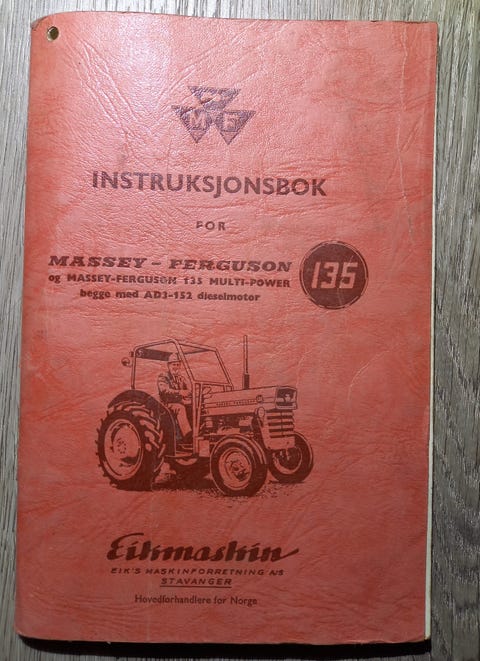 MF
INSTRUKSJONSBOK
FOR
MASSEY - FERGUSON 135
og MASSEY-FERGUSON 135 MULTI-POWER
begge med AD3-152 dieselmotor
Eikmaskin
EIK'S MASKINFORRETNING A/S
STAVANGER
Hovedforhandlere for Norge